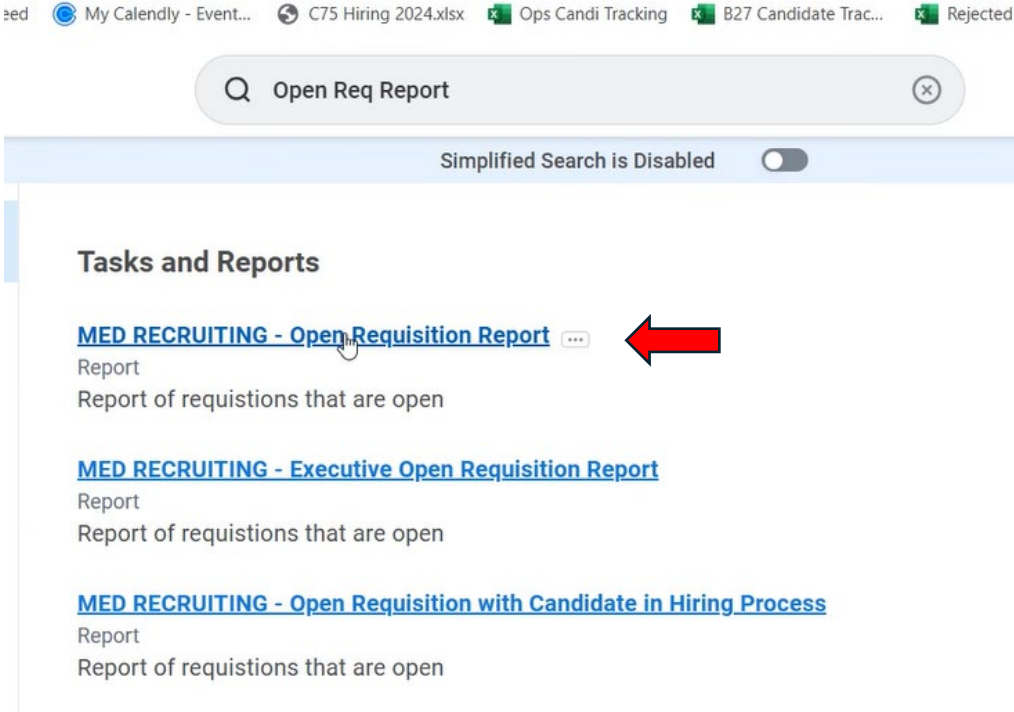 eed My Calendly - Event... C75 Hiring 2024.xlsx Ops Candi Tracking B27 Candidate Trac... Rejected
Open Req Report
Simplified Search is Disabled
Tasks and Reports
MED RECRUITING - Open Requisition Report
Report
Report of requistions that are open
MED RECRUITING - Executive Open Requisition Report
Report
Report of requistions that are open
MED RECRUITING - Open Requisition with Candidate in Hiring Process
Report
Report of requistions that are open